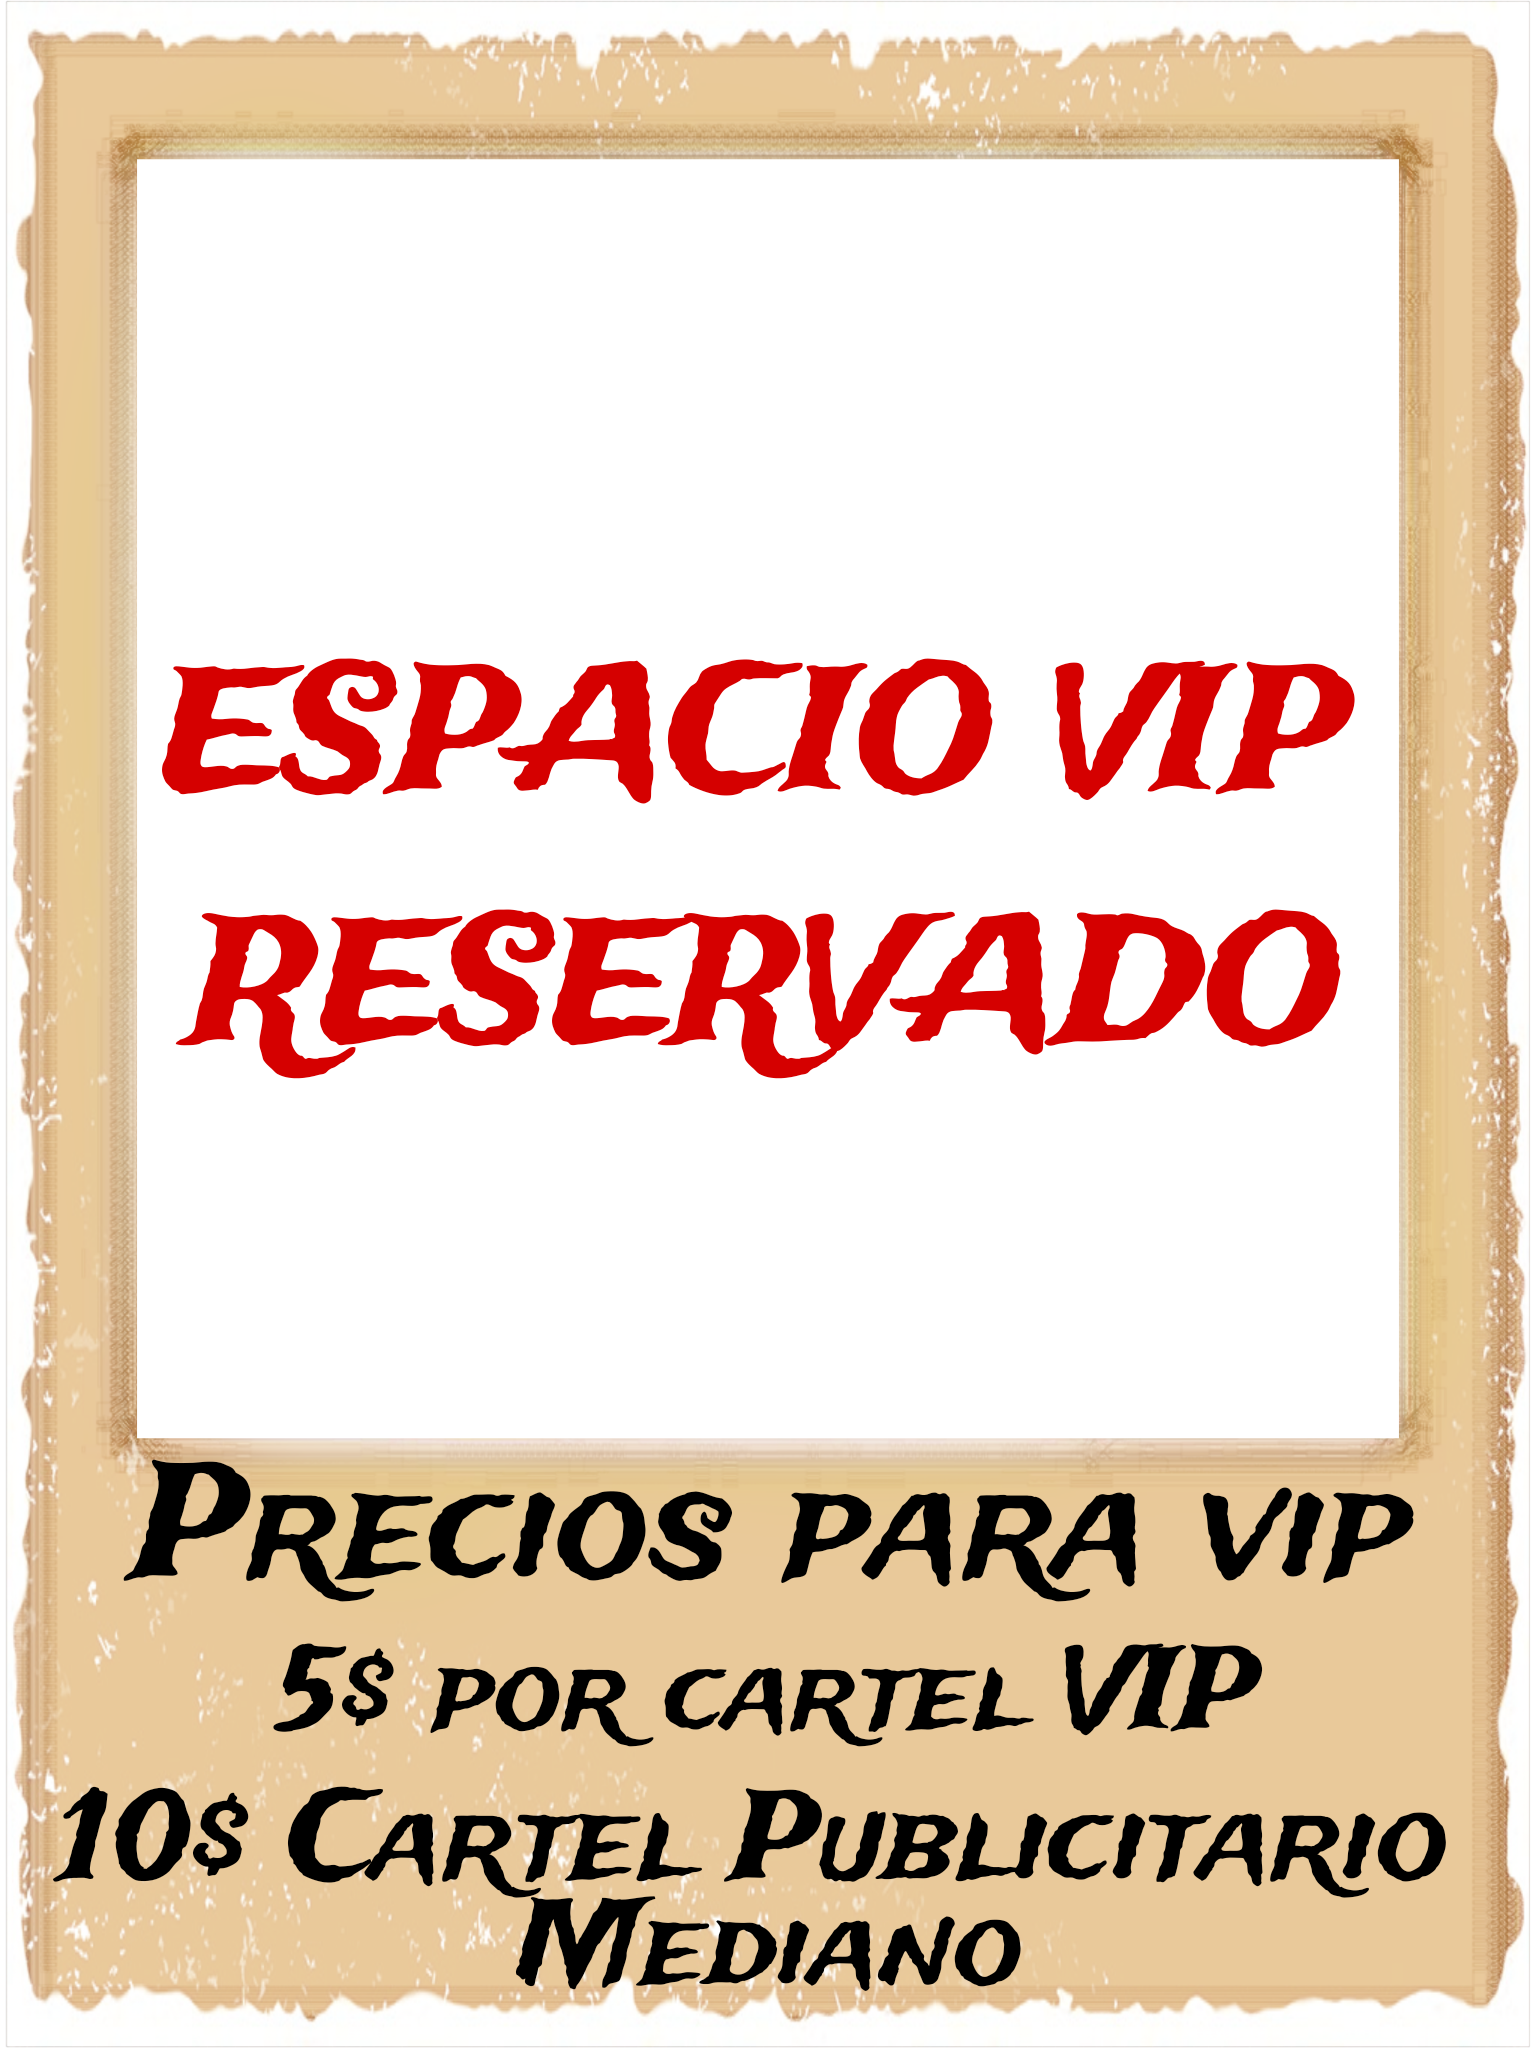 ESPACIO VIP
RESERVADO
PRECIOS PARA VIP
5$ POR CARTEL VIP
10$ CARTEL PUBLICITARIO
MEDIANO